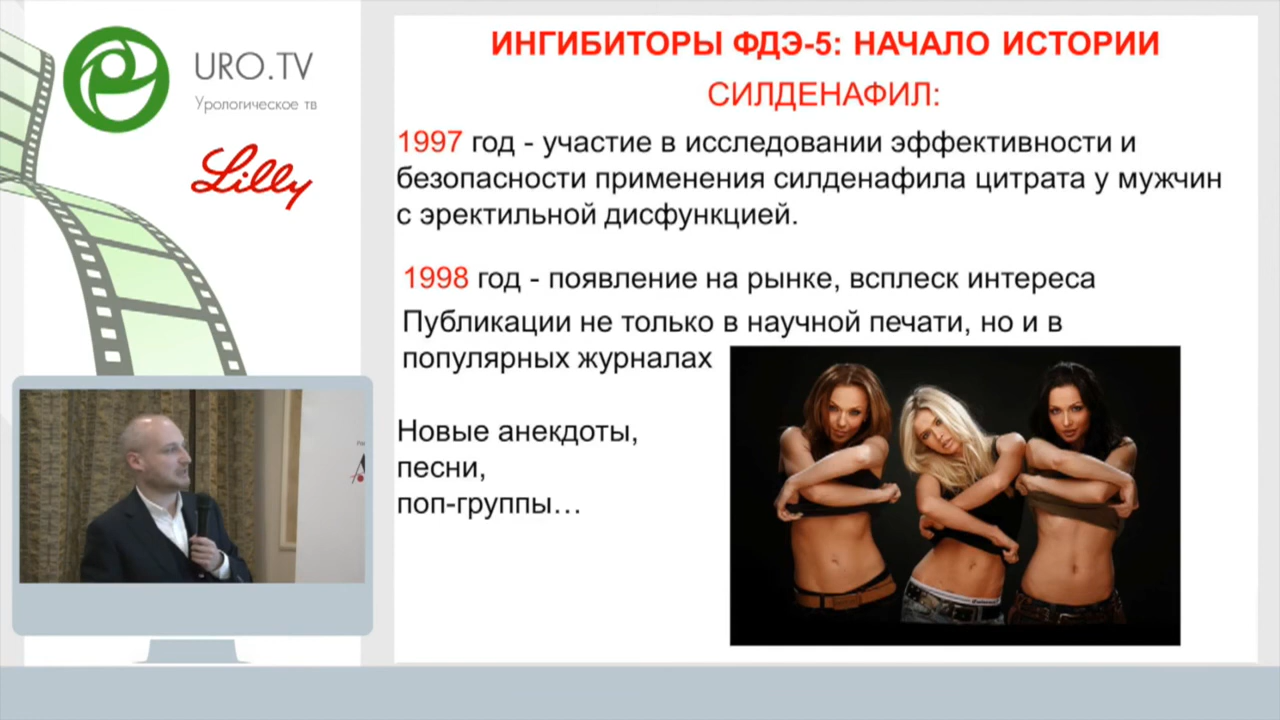 URO.TV
Урологическое тв
Lilly
ИНГИБИТОРЫ ФДЭ-5: НАЧАЛО ИСТОРИИ
СИЛДЕНАФИЛ:
1997 год - участие в исследовании эффективности и
безопасности применения силденафила цитрата у мужчин
с эректильной дисфункцией.
1998 год - появление на рынке, всплеск интереса
Публикации не только в научной печати, но и в
популярных журналах
Новые анекдоты,
песни,
поп-группы…